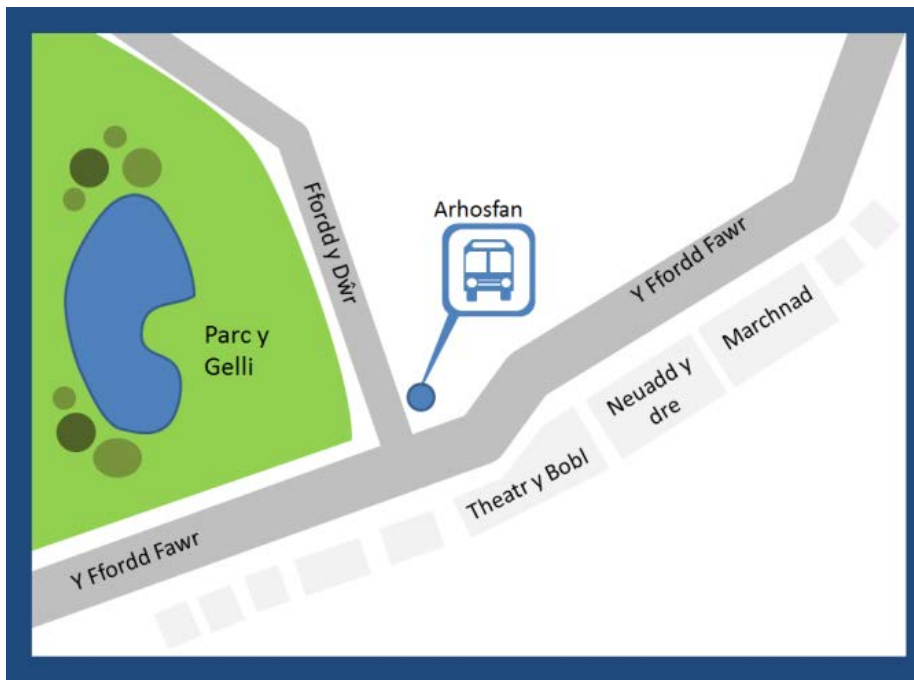 Arhosfan
Ffordd y Dŵr
Y Ffordd Fawr
Parc y
Gelli
Marchnad
Neuadd y
dre
Theatr y Bobl
Y Ffordd Fawr